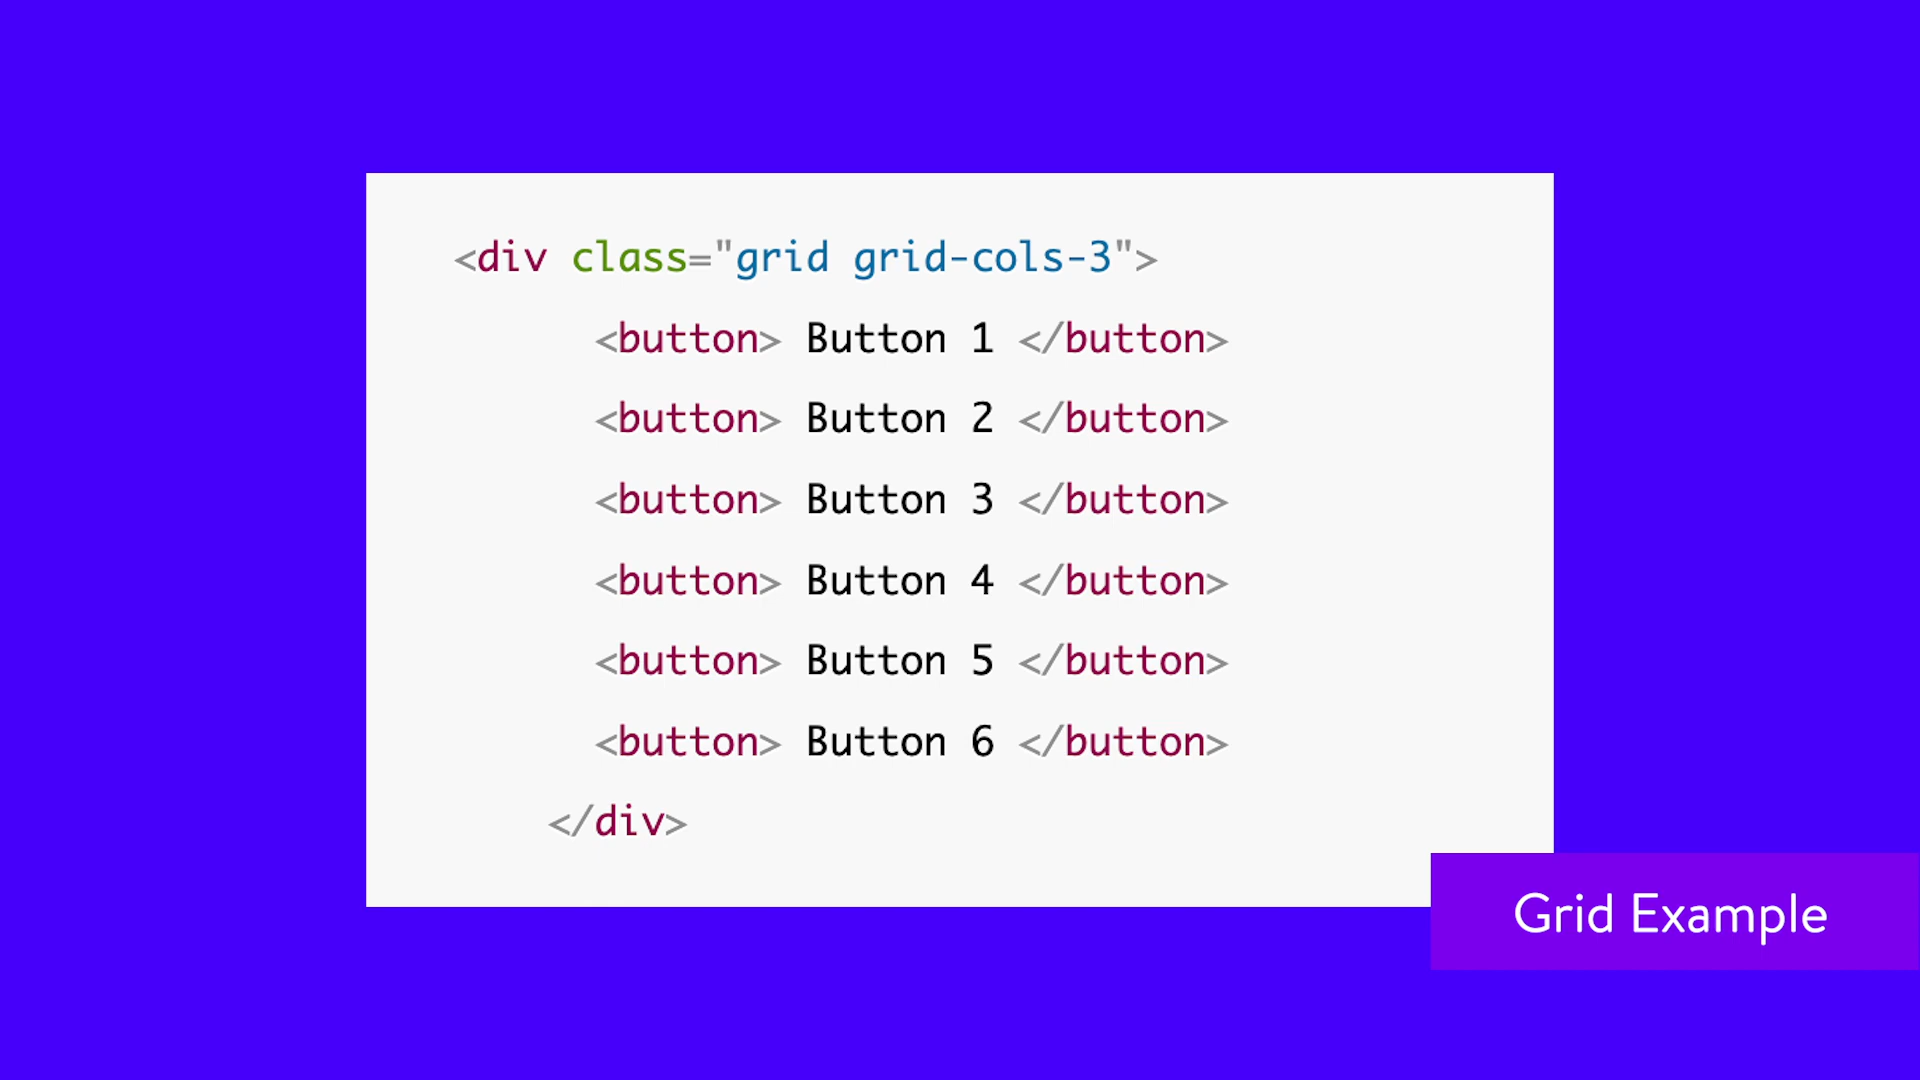 <div class="grid grid-cols-3">
<button> Button 1 </button>
<button> Button 2 </button>
<button> Button 3 </button>
<button> Button 4 </button>
<button> Button 5 </button>
<button> Button 6 </button>
</div>
Grid Example